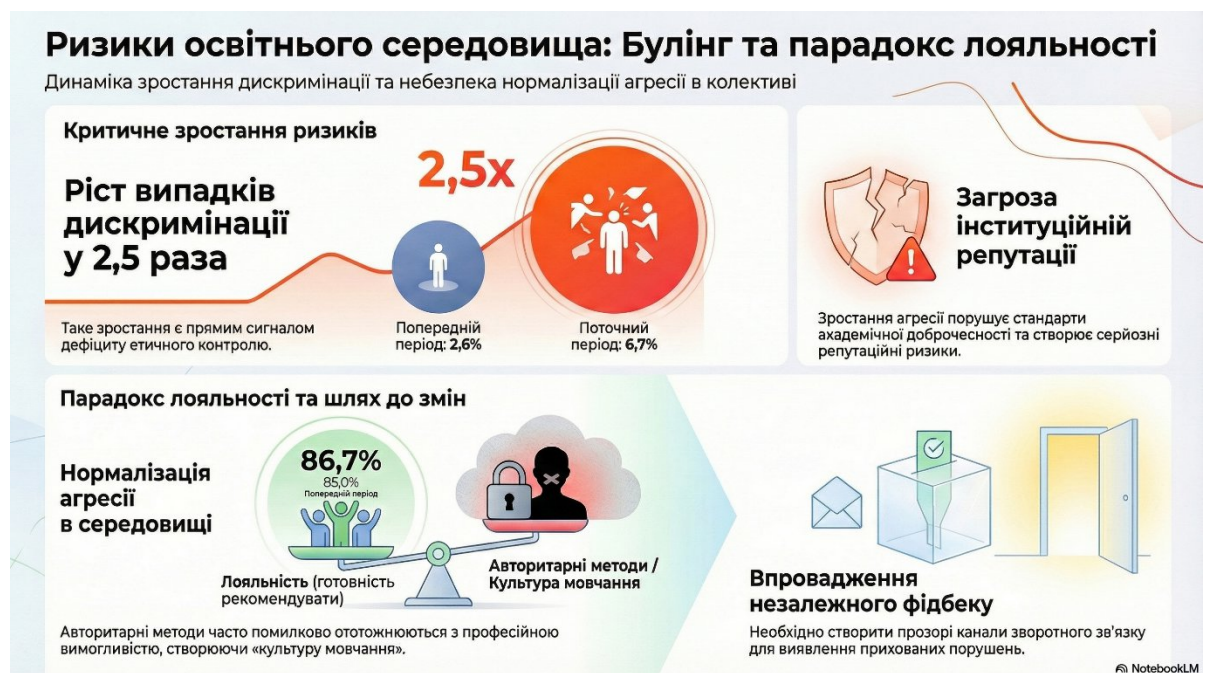 Ризики освітнього середовища: Булінг та парадокс лояльності
Динаміка зростання дискримінації та небезпека нормалізації агресії в колективі
Критичне зростання ризиків
Ріст випадків
дискримінації
у 2,5 раза
2,5x
Таке зростання є прямим сигналом
дефіциту етичного контролю.
Попередній
період: 2,6%
Поточний
період: 6,7%
Загроза
інституційній
репутації
Зростання агресії порушує стандарти
академічної доброчесності та створює серйозні
репутаційні ризики.
Парадокс лояльності та шлях до змін
Нормалізація
агресії
в середовищі
86,7%
85,0%
Попередній період
Лояльність (готовність
рекомендувати)
Авторитарні методи /
Культура мовчання
Авторитарні методи часто помилково ототожнюються з професійною
вимогливістю, створюючи «культуру мовчання».
Впровадження
незалежного фідбеку
Необхідно створити прозорі канали зворотного зв'язку
для виявлення прихованих порушень.
NotebookLM